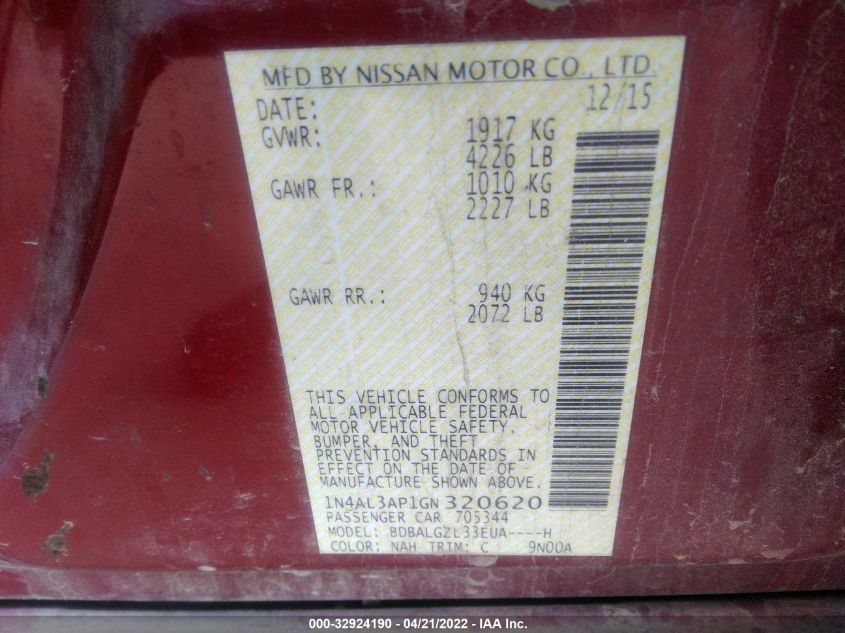 MFD BY NISSAN MOTOR CO., LTD.
DATE: 12/15
GVWR: 1917 KG
4226 LB
GAWR FR.: 1010 KG
2227 LB
GAWR RR.: 940 KG
2072 LB
THIS VEHICLE CONFORMS TO
ALL APPLICABLE FEDERAL
MOTOR VEHICLE SAFETY,
BUMPER, AND THEFT
PREVENTION STANDARDS IN
EFFECT ON THE DATE OF
MANUFACTURE SHOWN ABOVE.
1N4AL3AP1GN320620
PASSENGER CAR 705344
MODEL: BDBALGZL33EUA----H
COLOR: NAH TRIM: C 9N00A
000-32924190 - 04/21/2022 - IAA Inc.